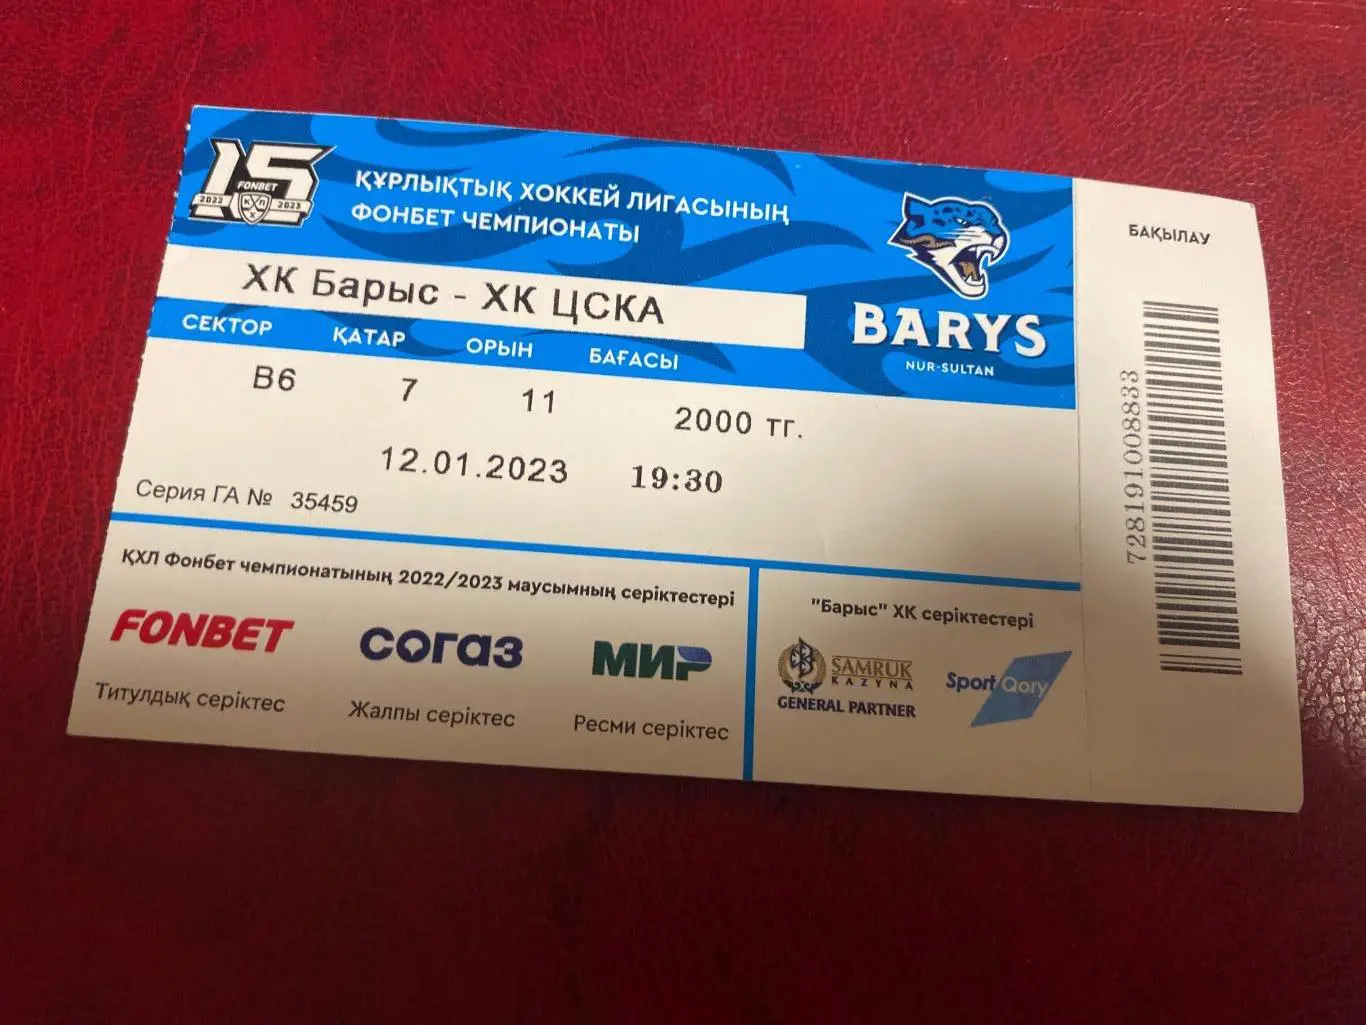 15
FONBET
2022 КХЛ 2023
ҚҰРЛЫҚТЫҚ ХОККЕЙ ЛИГАСЫНЫҢ
ФОНБЕТ ЧЕМПИОНАТЫ
ХК Барыс - ХК ЦСКА
BARYS
NUR-SULTAN
СЕКТОР ҚАТАР ОРЫН БАҒАСЫ
B6 7 11 2000 тг.
12.01.2023 19:30
Серия ГА № 35459
ҚХЛ Фонбет чемпионатының 2022/2023 маусымның серіктестері
FONBET СОГАЗ МИР
Титулдық серіктес Жалпы серіктес Ресми серіктес
"Барыс" ХК серіктестері
SAMRUK
KAZYNA
GENERAL PARTNER
Sport Qory
БАҚЫЛАУ
728191008833